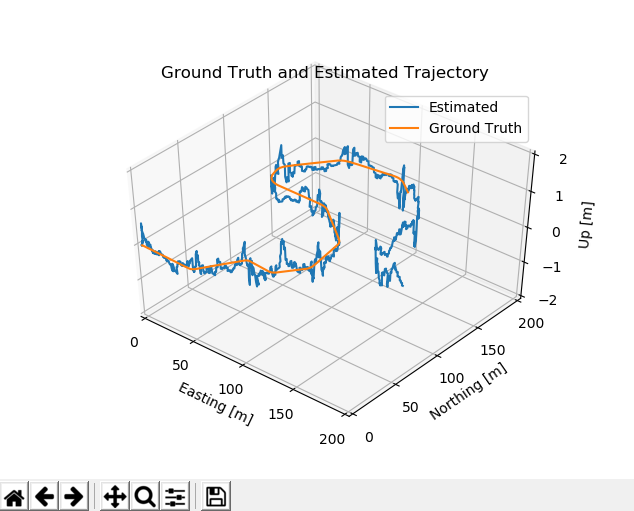 Ground Truth and Estimated Trajectory
Estimated
Ground Truth
2
1
0
−1
−2
Up [m]
0
50
100
150
200
Easting [m]
0
50
100
150
200
Northing [m]